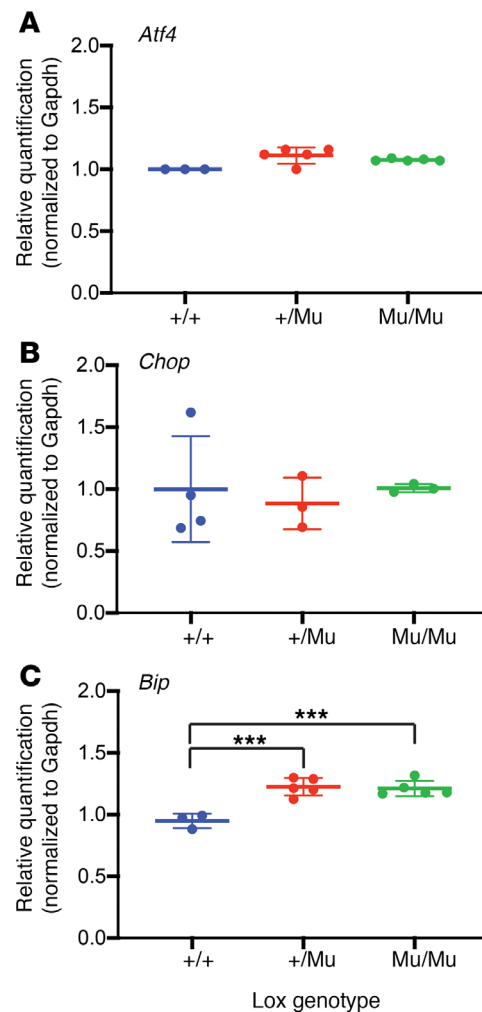 A
Atf4
Relative quantification
(normalized to Gapdh)
2.0
1.5
1.0
0.5
0.0
+/+ +/Mu Mu/Mu
B
Chop
Relative quantification
(normalized to Gapdh)
2.0
1.5
1.0
0.5
0.0
+/+ +/Mu Mu/Mu
C
Bip
Relative quantification
(normalized to Gapdh)
2.0
1.5
1.0
0.5
0.0
***
***
+/+ +/Mu Mu/Mu
Lox genotype